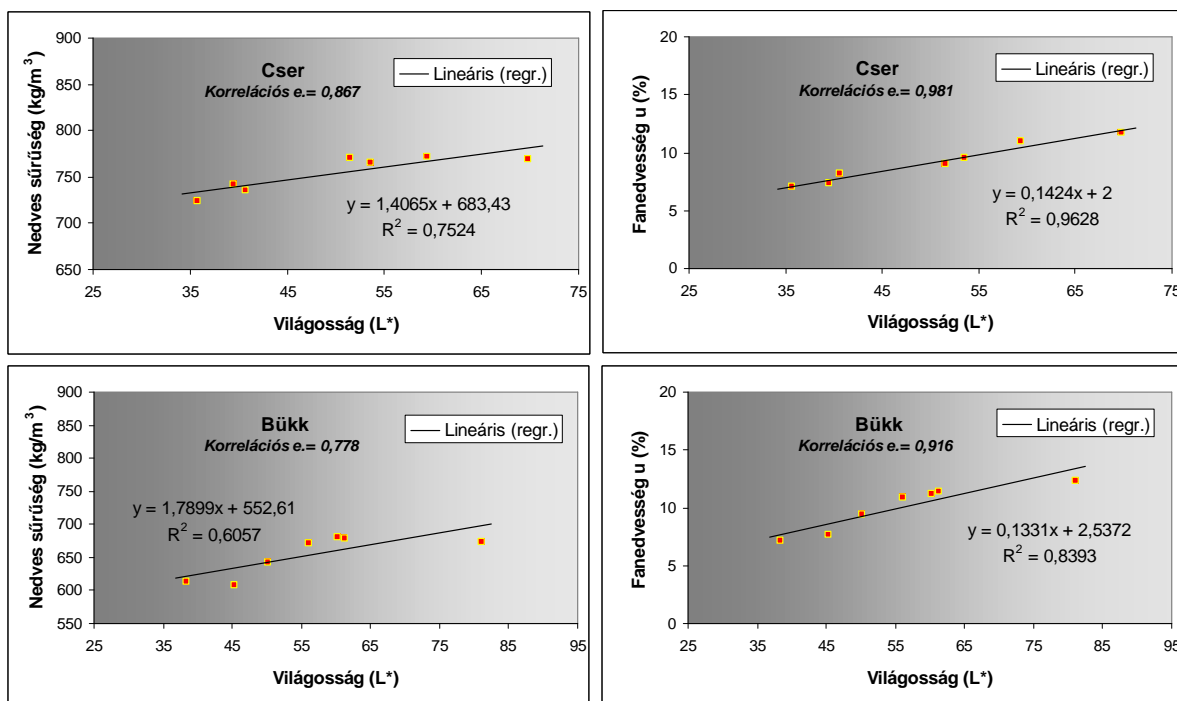 900
850
800
750
700
650
Nedves sűrűség (kg/m³)
Cser
Korrelációs e.= 0,867
Lineáris (regr.)
y = 1,4065x + 683,43
R² = 0,7524
25 35 45 55 65 75
Világosság (L*)
20
15
10
5
0
Fanedvesség u (%)
Cser
Korrelációs e.= 0,981
Lineáris (regr.)
y = 0,1424x + 2
R² = 0,9628
25 35 45 55 65 75
Világosság (L*)
900
850
800
750
700
650
600
550
Nedves sűrűség (kg/m³)
Bükk
Korrelációs e.= 0,778
Lineáris (regr.)
y = 1,7899x + 552,61
R² = 0,6057
25 35 45 55 65 75 85 95
Világosság (L*)
20
15
10
5
0
Fanedvesség u (%)
Bükk
Korrelációs e.= 0,916
Lineáris (regr.)
y = 0,1331x + 2,5372
R² = 0,8393
25 35 45 55 65 75 85 95
Világosság (L*)